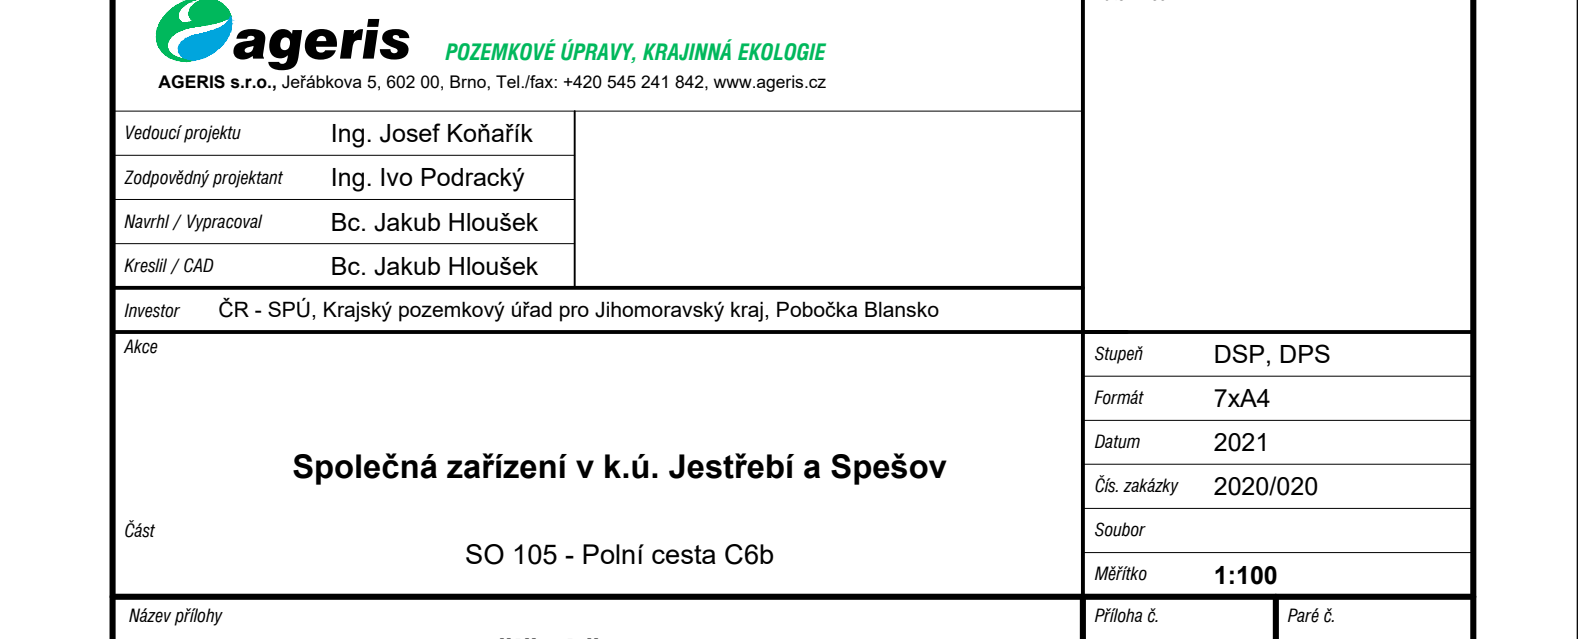 ageris POZEMKOVÉ ÚPRAVY, KRAJINNÁ EKOLOGIE
AGERIS s.r.o., Jeřábkova 5, 602 00, Brno, Tel./fax: +420 545 241 842, www.ageris.cz
Vedoucí projektu Ing. Josef Koňařík
Zodpovědný projektant Ing. Ivo Podracký
Navrhl / Vypracoval Bc. Jakub Hloušek
Kreslil / CAD Bc. Jakub Hloušek
Investor ČR - SPÚ, Krajský pozemkový úřad pro Jihomoravský kraj, Pobočka Blansko
Akce
Společná zařízení v k.ú. Jestřebí a Spešov
Část
SO 105 - Polní cesta C6b
Stupeň DSP, DPS
Formát 7xA4
Datum 2021
Čís. zakázky 2020/020
Soubor
Měřítko 1:100
Název přílohy
Příloha č.
Paré č.